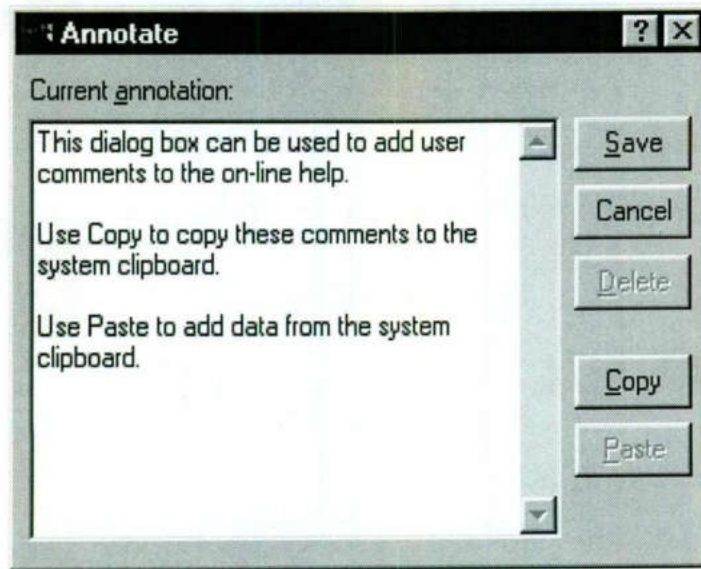 Annotate
Current annotation:
This dialog box can be used to add user
comments to the on-line help.
Use Copy to copy these comments to the
system clipboard.
Use Paste to add data from the system
clipboard.
Save
Cancel
Delete
Copy
Paste